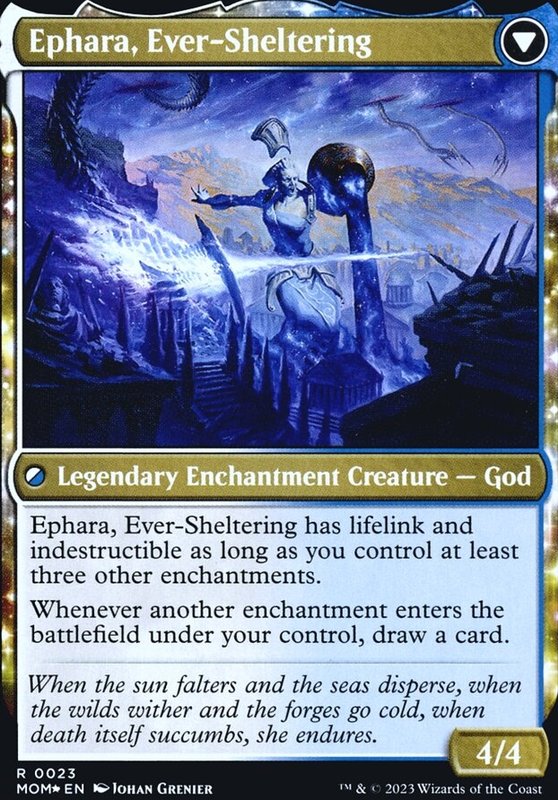 Ephara, Ever-Sheltering
Legendary Enchantment Creature — God
Ephara, Ever-Sheltering has lifelink and
indestructible as long as you control at least
three other enchantments.
Whenever another enchantment enters the
battlefield under your control, draw a card.
When the sun falters and the seas disperse, when
the wilds wither and the forges go cold, when
death itself succumbs, she endures.
4/4
R 0023
MOM★EN Johan Grenier
™ & © 2023 Wizards of the Coast